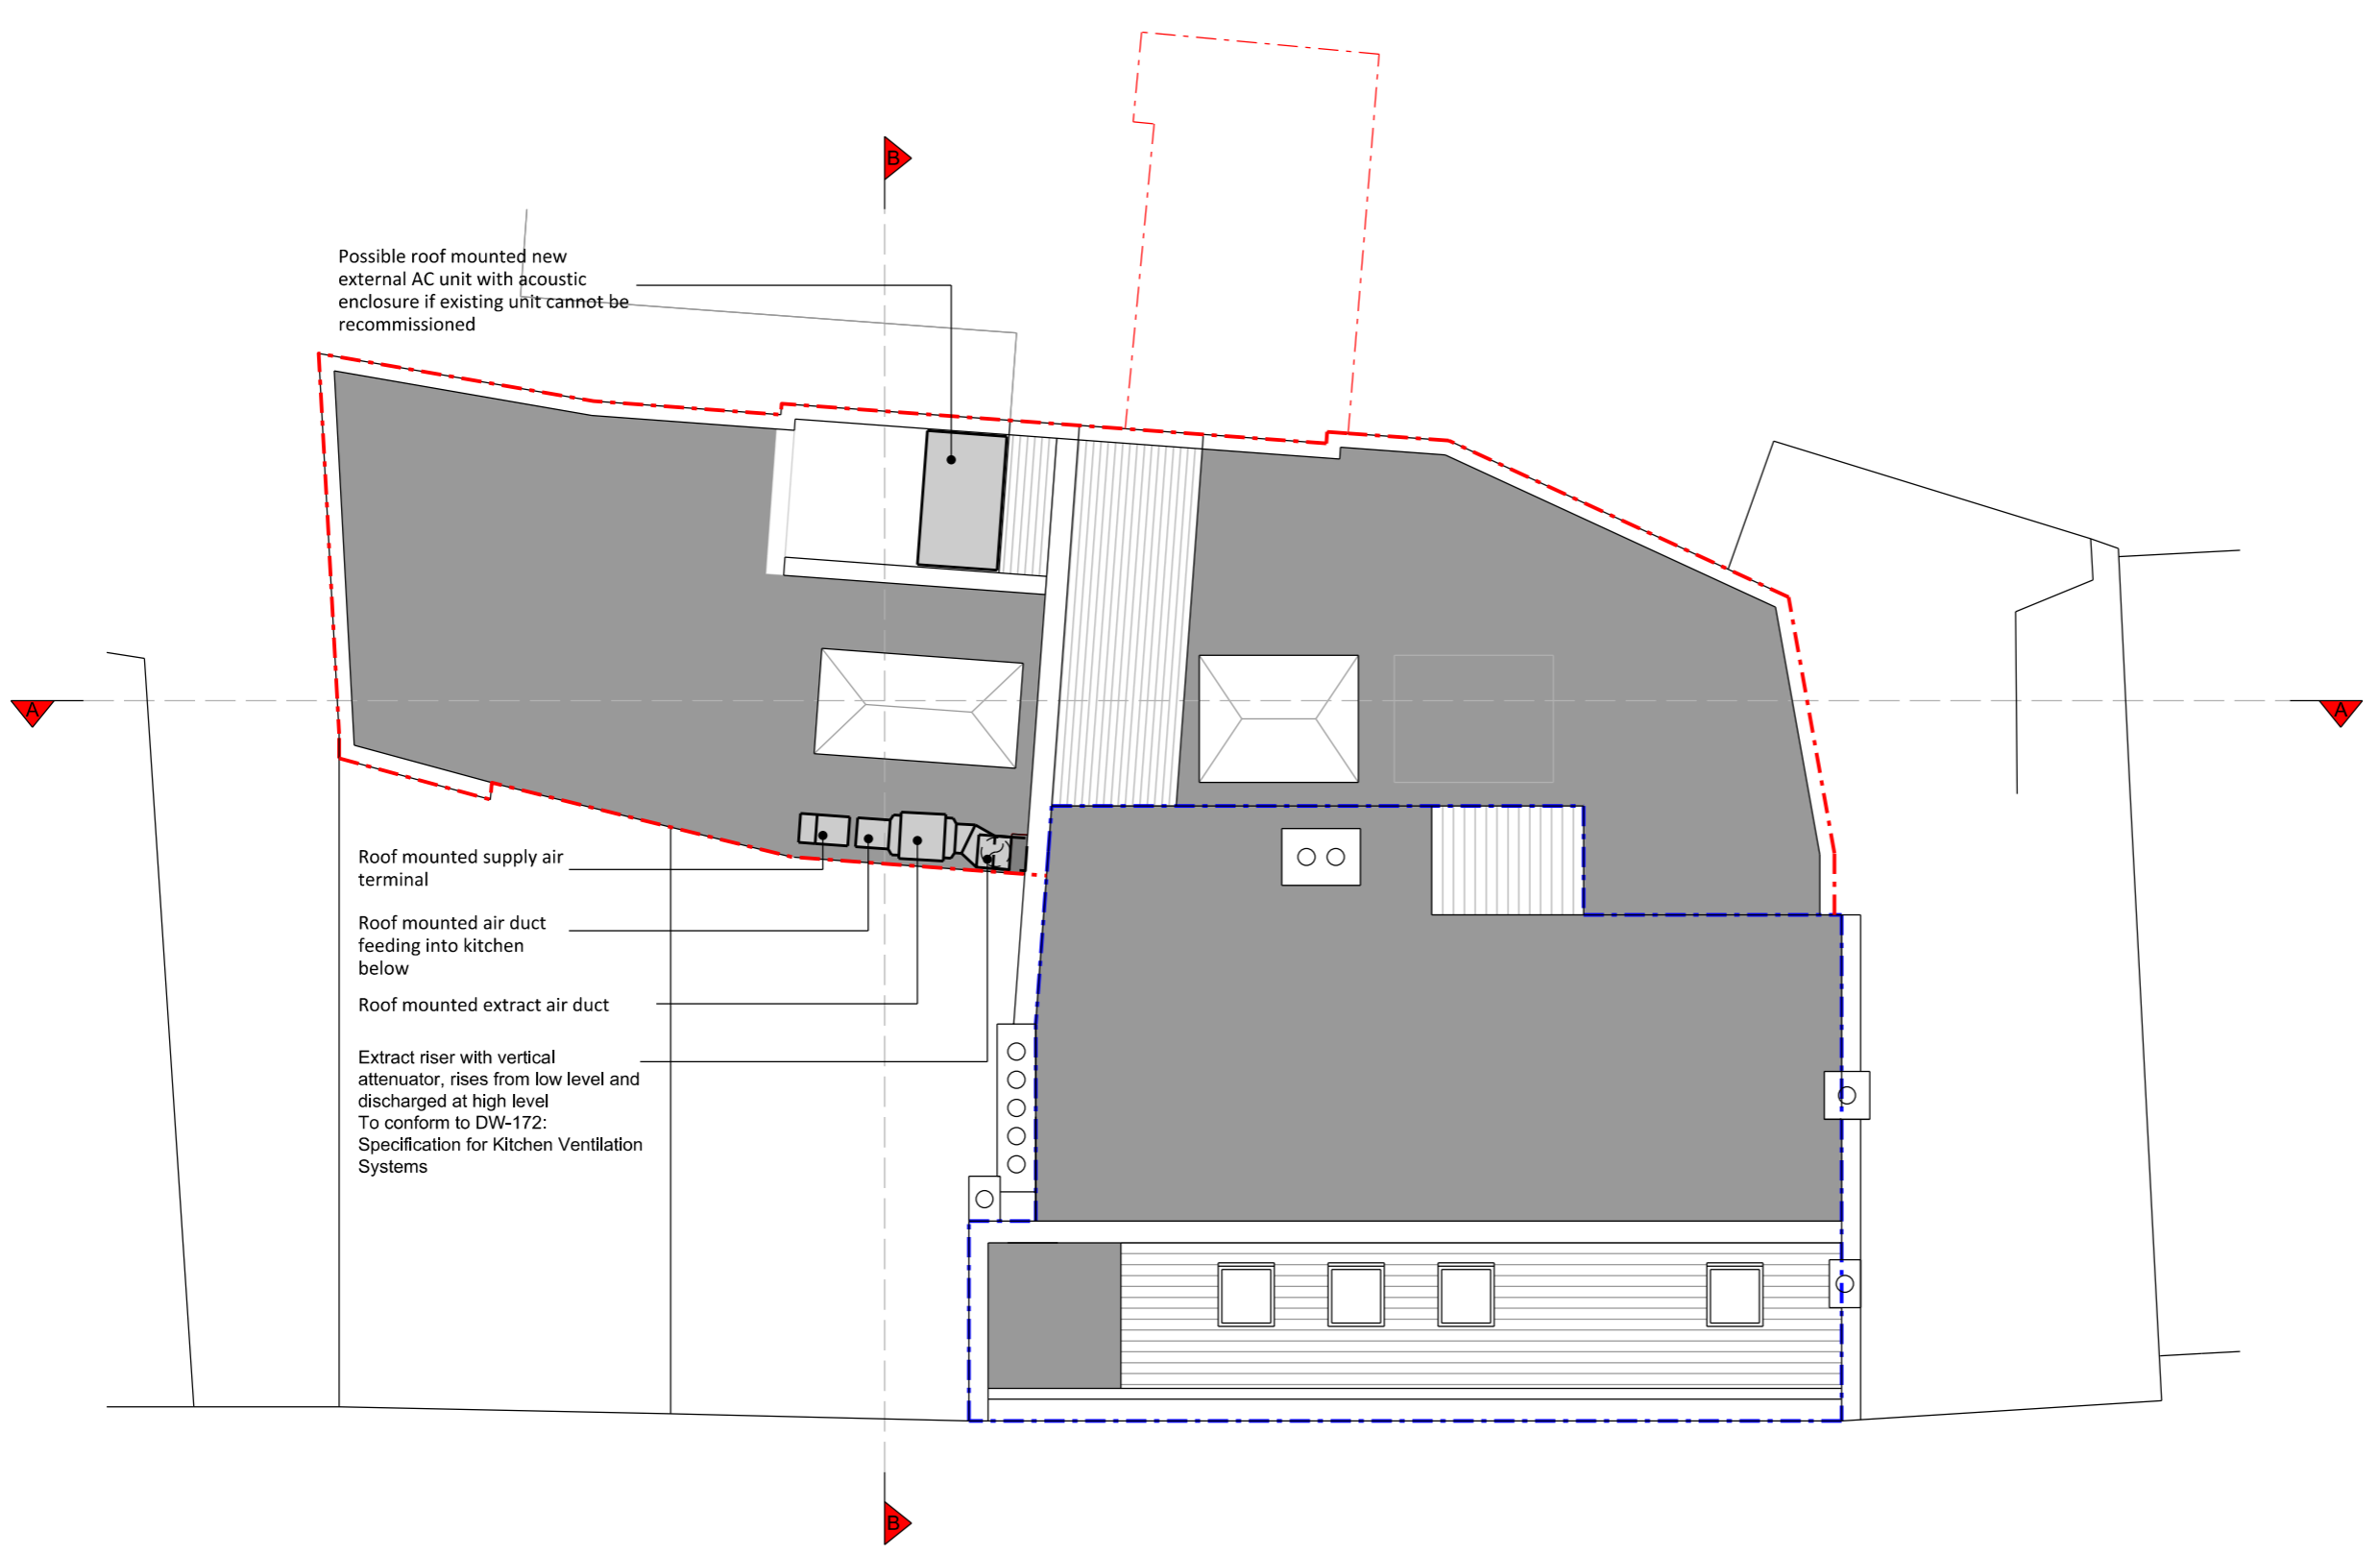 B
Possible roof mounted new
external AC unit with acoustic
enclosure if existing unit cannot be
recommissioned
A
A
Roof mounted supply air
terminal
Roof mounted air duct
feeding into kitchen
below
Roof mounted extract air duct
Extract riser with vertical
attenuator, rises from low level and
discharged at high level
To conform to DW-172:
Specification for Kitchen Ventilation
Systems
B